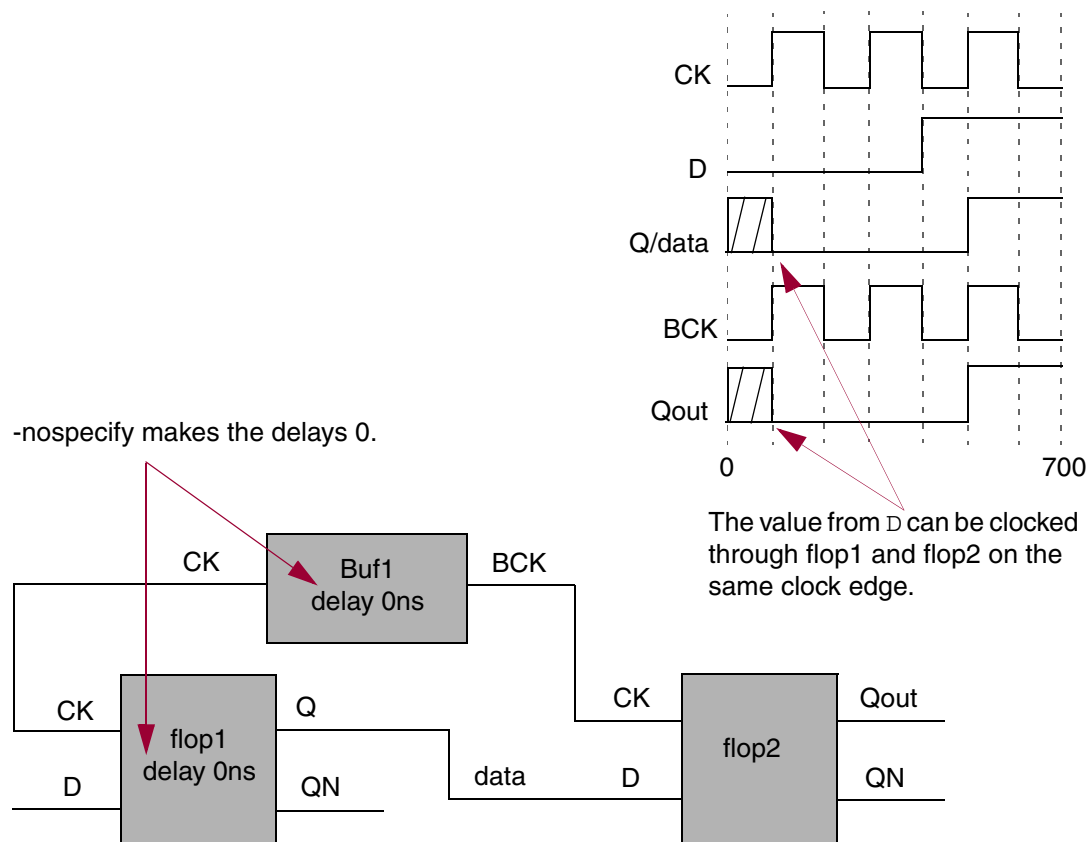 CK
D
Q/data
BCK
Qout
0 700
The value from D can be clocked
through flop1 and flop2 on the
same clock edge.
-nospecify makes the delays 0.
CK
Buf1
delay 0ns
BCK
CK
flop1
delay 0ns
Q
D
QN
data
CK
D
flop2
Qout
QN